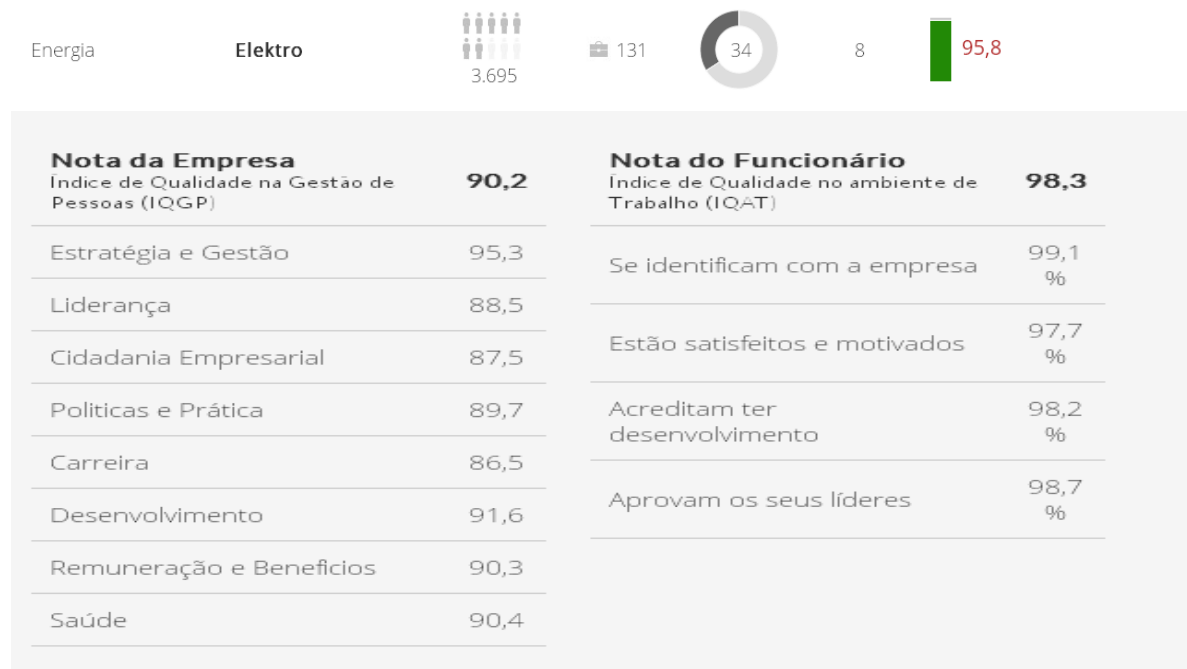 Energia
Elektro
3.695
131
34
8
95,8
Nota da Empresa
Índice de Qualidade na Gestão de
Pessoas (IQGP)
90,2
Estratégia e Gestão 95,3
Liderança 88,5
Cidadania Empresarial 87,5
Politicas e Prática 89,7
Carreira 86,5
Desenvolvimento 91,6
Remuneração e Beneficios 90,3
Saúde 90,4
Nota do Funcionário
Índice de Qualidade no ambiente de
Trabalho (IQAT)
98,3
Se identificam com a empresa
99,1
%
Estão satisfeitos e motivados
97,7
%
Acreditam ter
desenvolvimento
98,2
%
Aprovam os seus líderes
98,7
%